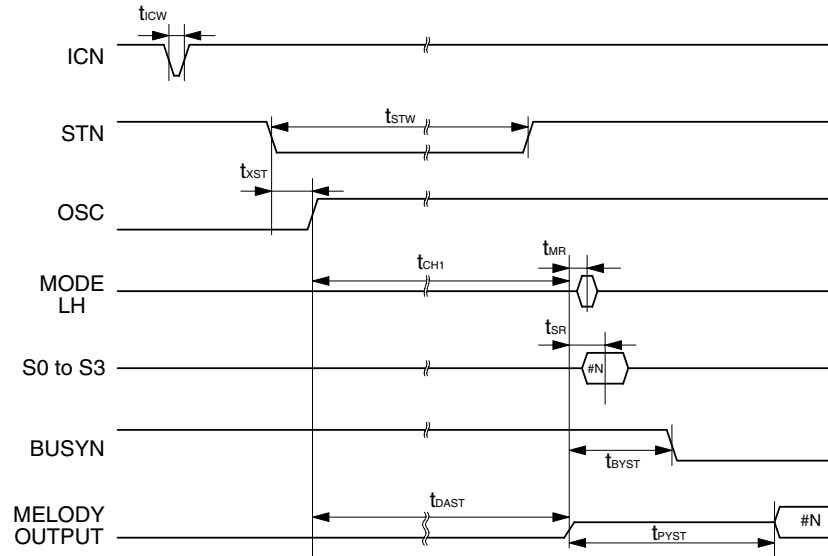 tICW
ICN
tSTW
STN
tXST
OSC
tMR
tCH1
MODE
LH
tSR
S0 to S3
#N
BUSYN
tBYST
MELODY
OUTPUT
tDAST
#N
tPYST